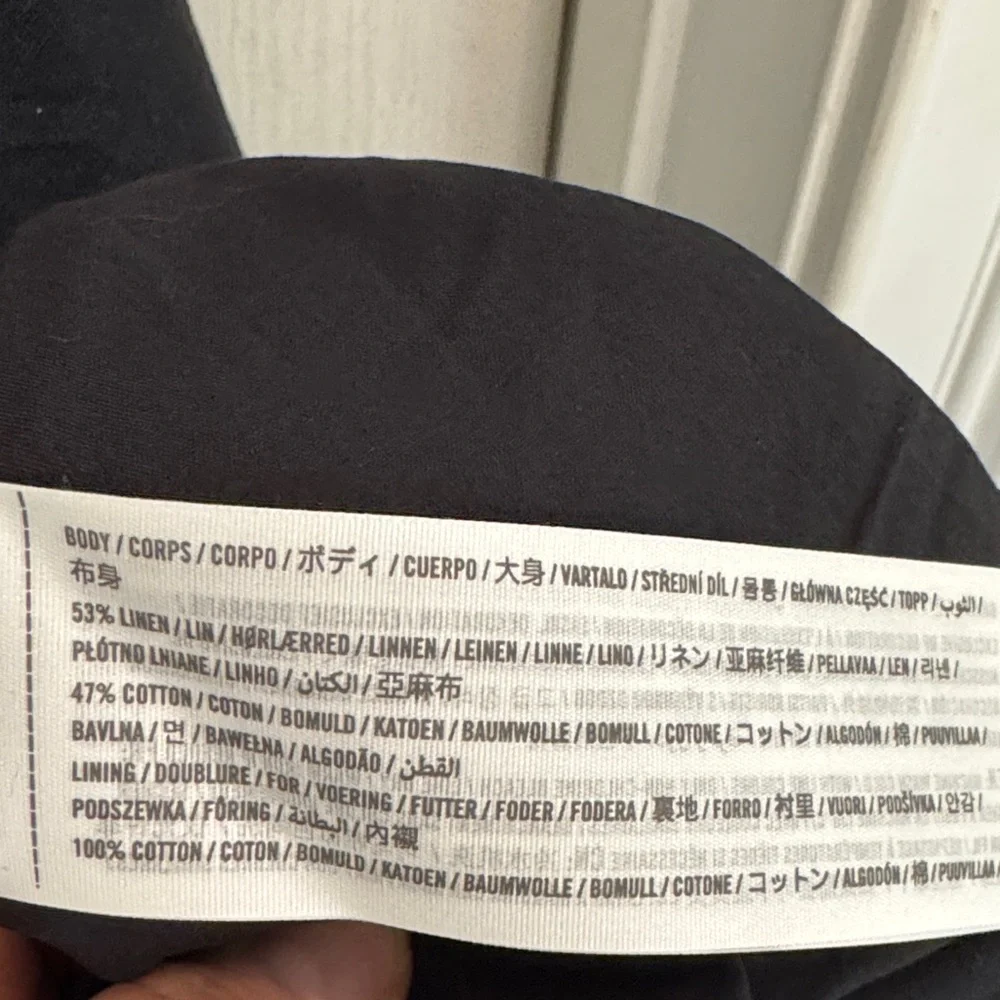 BODY / CORPS / CORPO / ボディ / CUERPO / 大身 / VARTALO / STŘEDNÍ DÍL / 몸통 / GŁÓWNA CZĘŚĆ / TOPP / الثوب /
布身
53% LINEN / LIN / HØRLÆRRED / LINNEN / LEINEN / LINNE / LINO / リネン / 亚麻纤维 / PELLAVAA / LEN / 리넨 /
PŁÓTNO LNIANE / LINHO / الكتان / 亞麻布
47% COTTON / COTON / BOMULD / KATOEN / BAUMWOLLE / BOMULL / COTONE / コットン / ALGODÓN / 棉 / PUUVILLAA /
BAVLNA / 면 / BAWEŁNA / ALGODÃO / القطن
LINING / DOUBLURE / FOR / VOERING / FUTTER / FODER / FODERA / 裏地 / FORRO / 衬里 / VUORI / PODŠÍVKA / 안감 /
PODSZEWKA / FÔRING / البطانة / 內襯
100% COTTON / COTON / BOMULD / KATOEN / BAUMWOLLE / BOMULL / COTONE / コットン / ALGODÓN / 棉 / PUUVILLAA /